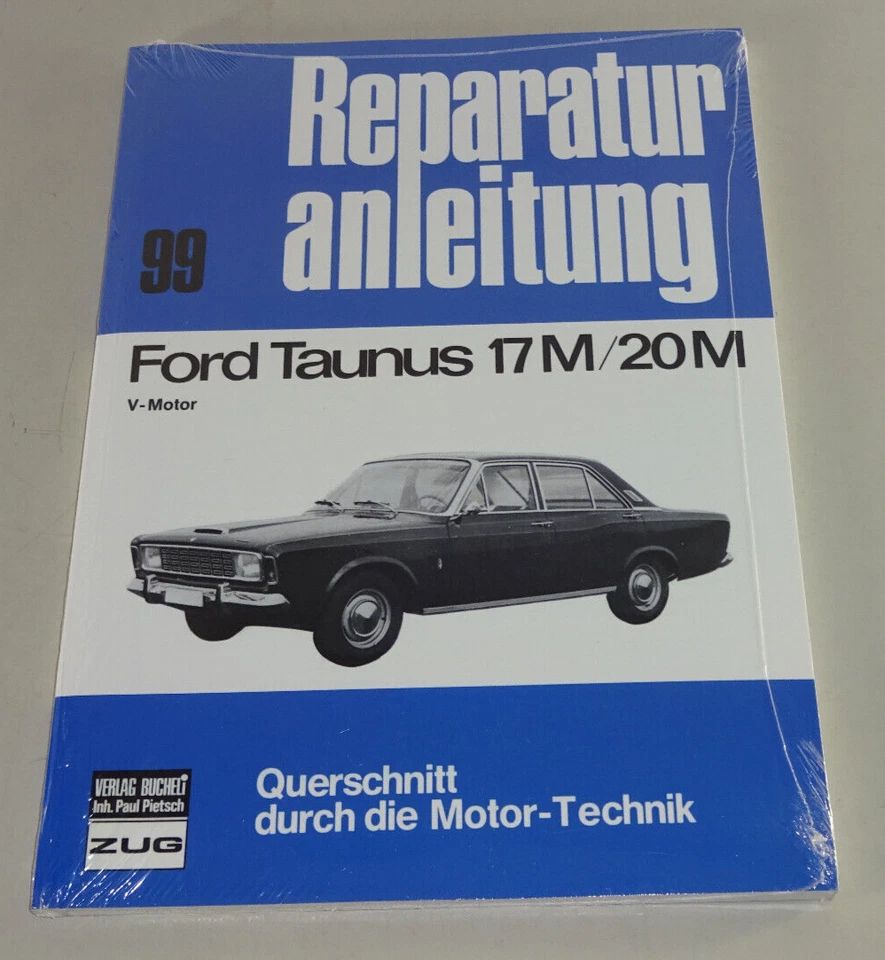 Reparatur
anleitung
99
Ford Taunus 17M/20M
V-Motor
VERLAG BUCHELI
Inh. Paul Pietsch
ZUG
Querschnitt
durch die Motor-Technik